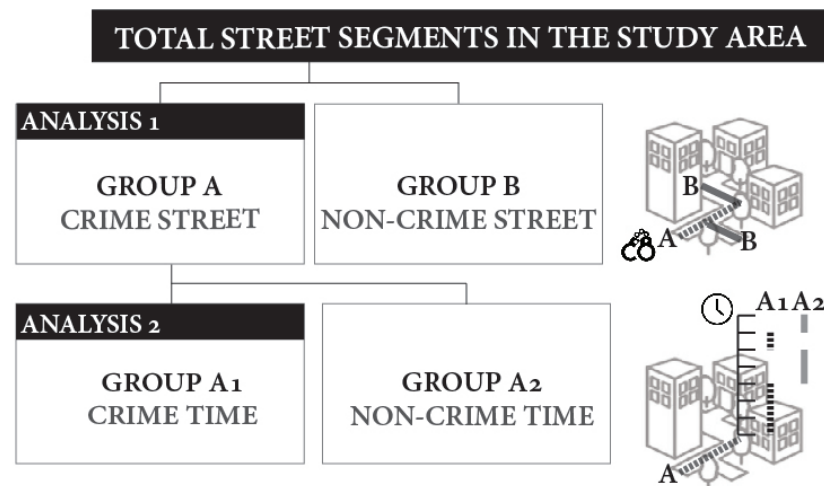 TOTAL STREET SEGMENTS IN THE STUDY AREA
ANALYSIS 1
GROUP A
CRIME STREET
GROUP B
NON-CRIME STREET
B
A
B
ANALYSIS 2
GROUP A1
CRIME TIME
GROUP A2
NON-CRIME TIME
A1 A2
A